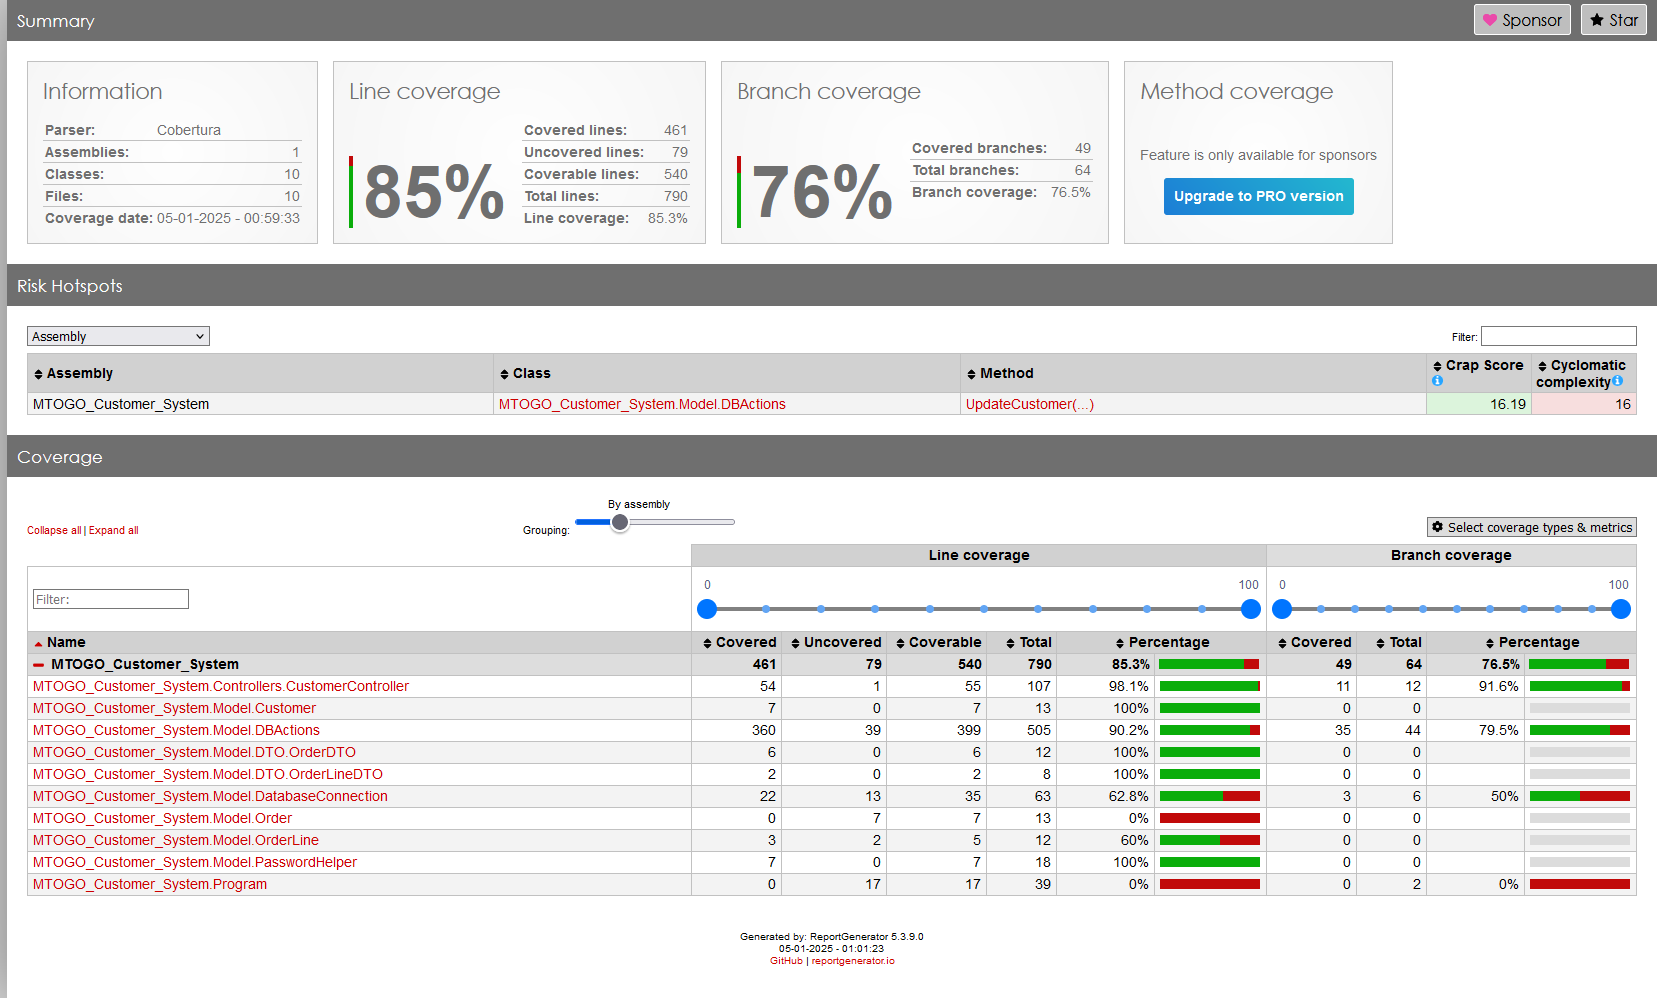 Summary
Sponsor
Star
Information
Parser: Cobertura
Assemblies: 1
Classes: 10
Files: 10
Coverage date: 05-01-2025 - 00:59:33
Line coverage
85%
Covered lines: 461
Uncovered lines: 79
Coverable lines: 540
Total lines: 790
Line coverage: 85.3%
Branch coverage
76%
Covered branches: 49
Total branches: 64
Branch coverage: 76.5%
Method coverage
Feature is only available for sponsors
Upgrade to PRO version
Risk Hotspots
Assembly
Filter:
Assembly Class Method Crap Score Cyclomatic complexity
MTOGO_Customer_System MTOGO_Customer_System.Model.DBActions UpdateCustomer(...) 16.19 16
Coverage
Collapse all | Expand all
By assembly
Grouping:
Select coverage types & metrics
Line coverage Branch coverage
Filter:
0 100 0 100
Name Covered Uncovered Coverable Total Percentage Covered Total Percentage
MTOGO_Customer_System 461 79 540 790 85.3% 49 64 76.5%
MTOGO_Customer_System.Controllers.CustomerController 54 1 55 107 98.1% 11 12 91.6%
MTOGO_Customer_System.Model.Customer 7 0 7 13 100% 0 0
MTOGO_Customer_System.Model.DBActions 360 39 399 505 90.2% 35 44 79.5%
MTOGO_Customer_System.Model.DTO.OrderDTO 6 0 6 12 100% 0 0
MTOGO_Customer_System.Model.DTO.OrderLineDTO 2 0 2 8 100% 0 0
MTOGO_Customer_System.Model.DatabaseConnection 22 13 35 63 62.8% 3 6 50%
MTOGO_Customer_System.Model.Order 0 7 7 13 0% 0 0
MTOGO_Customer_System.Model.OrderLine 3 2 5 12 60% 0 0
MTOGO_Customer_System.Model.PasswordHelper 7 0 7 18 100% 0 0
MTOGO_Customer_System.Program 0 17 17 39 0% 0 2 0%
Generated by: ReportGenerator 5.3.9.0
05-01-2025 - 01:01:23
GitHub | reportgenerator.io